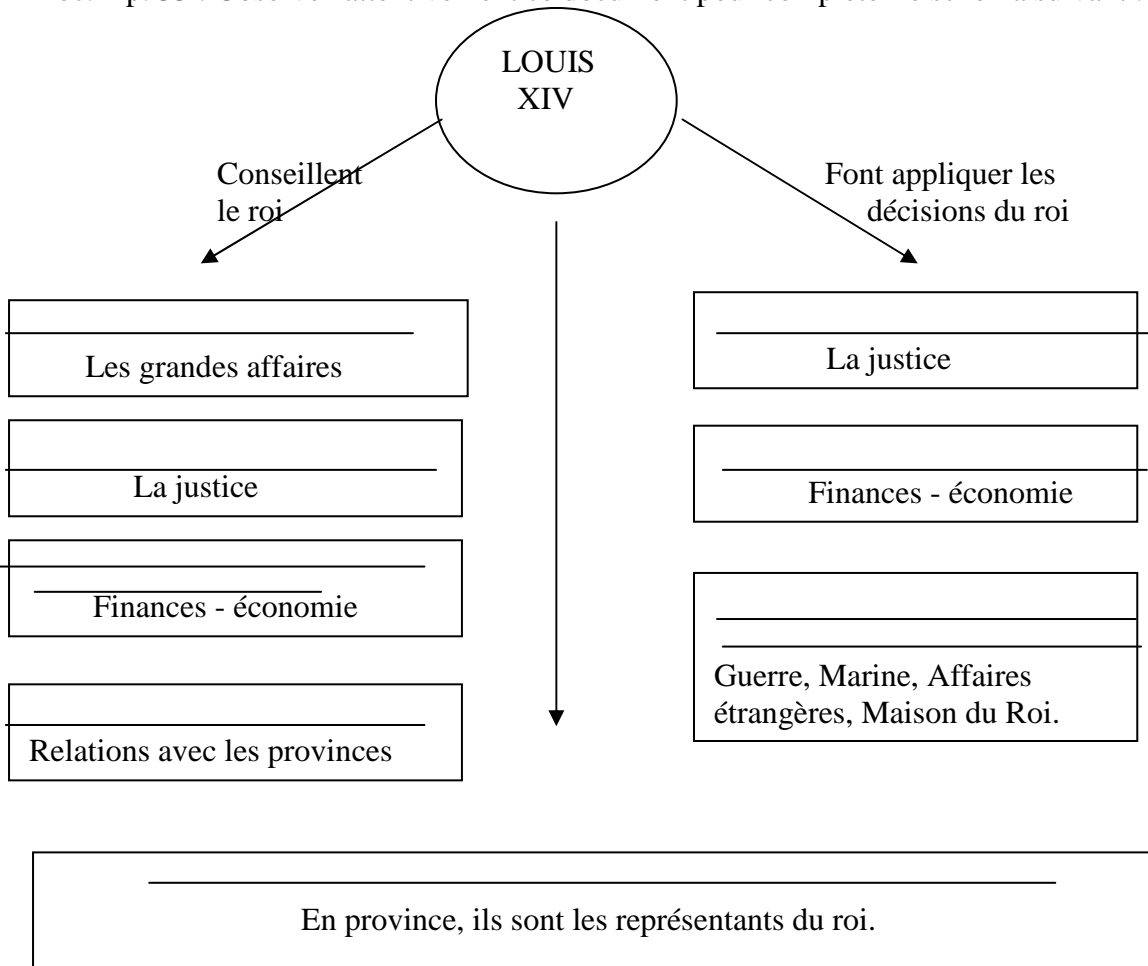 LOUIS
XIV
Conseillent
le roi
Font appliquer les
décisions du roi
Les grandes affaires
La justice
Finances - économie
Relations avec les provinces
La justice
Finances - économie
Guerre, Marine, Affaires
étrangères, Maison du Roi.
En province, ils sont les représentants du roi.